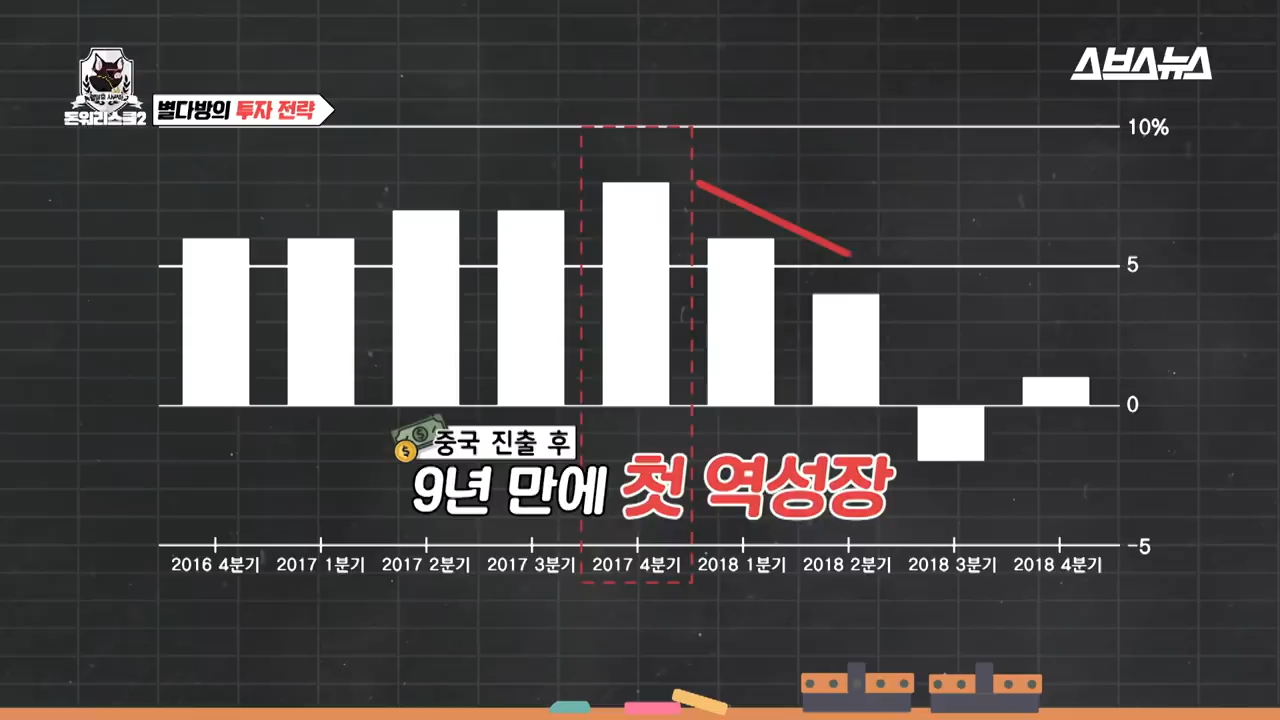 스브스뉴스
돈워리스쿨2
별다방의 투자 전략
10%
5
0
-5
중국 진출 후
9년 만에 첫 역성장
2016 4분기 2017 1분기 2017 2분기 2017 3분기 2017 4분기 2018 1분기 2018 2분기 2018 3분기 2018 4분기